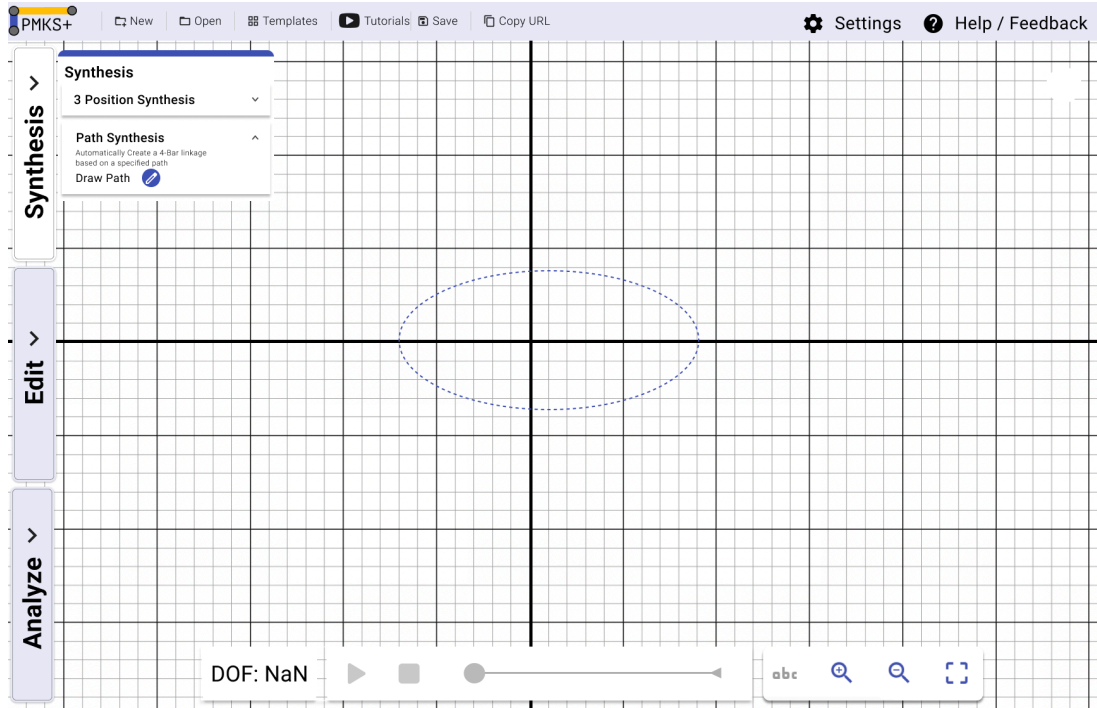 PMKS+
New
Open
Templates
Tutorials
Save
Copy URL
Settings
Help / Feedback
Synthesis
3 Position Synthesis
Path Synthesis
Automatically Create a 4-Bar linkage
based on a specified path
Draw Path
Synthesis
Edit
Analyze
DOF: NaN
abc